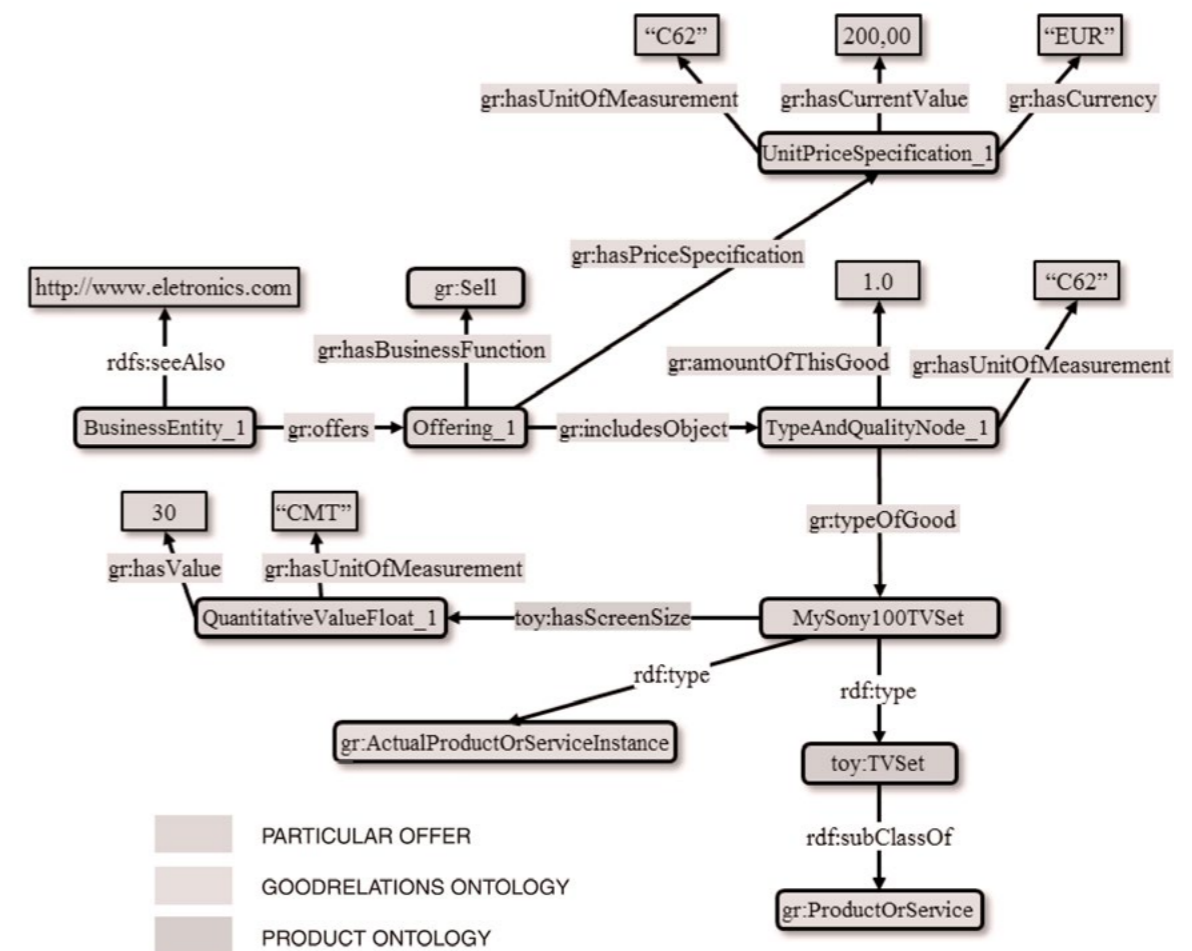 “C62”
200,00
“EUR”
gr:hasUnitOfMeasurement
gr:hasCurrentValue
gr:hasCurrency
UnitPriceSpecification_1
gr:hasPriceSpecification
http://www.eletronics.com
gr:Sell
1.0
“C62”
rdfs:seeAlso
gr:hasBusinessFunction
gr:amountOfThisGood
gr:hasUnitOfMeasurement
BusinessEntity_1
gr:offers
Offering_1
gr:includesObject
TypeAndQualityNode_1
30
“CMT”
gr:typeOfGood
gr:hasValue
gr:hasUnitOfMeasurement
QuantitativeValueFloat_1
toy:hasScreenSize
MySony100TVSet
rdf:type
rdf:type
gr:ActualProductOrServiceInstance
toy:TVSet
rdf:subClassOf
gr:ProductOrService
PARTICULAR OFFER
GOODRELATIONS ONTOLOGY
PRODUCT ONTOLOGY